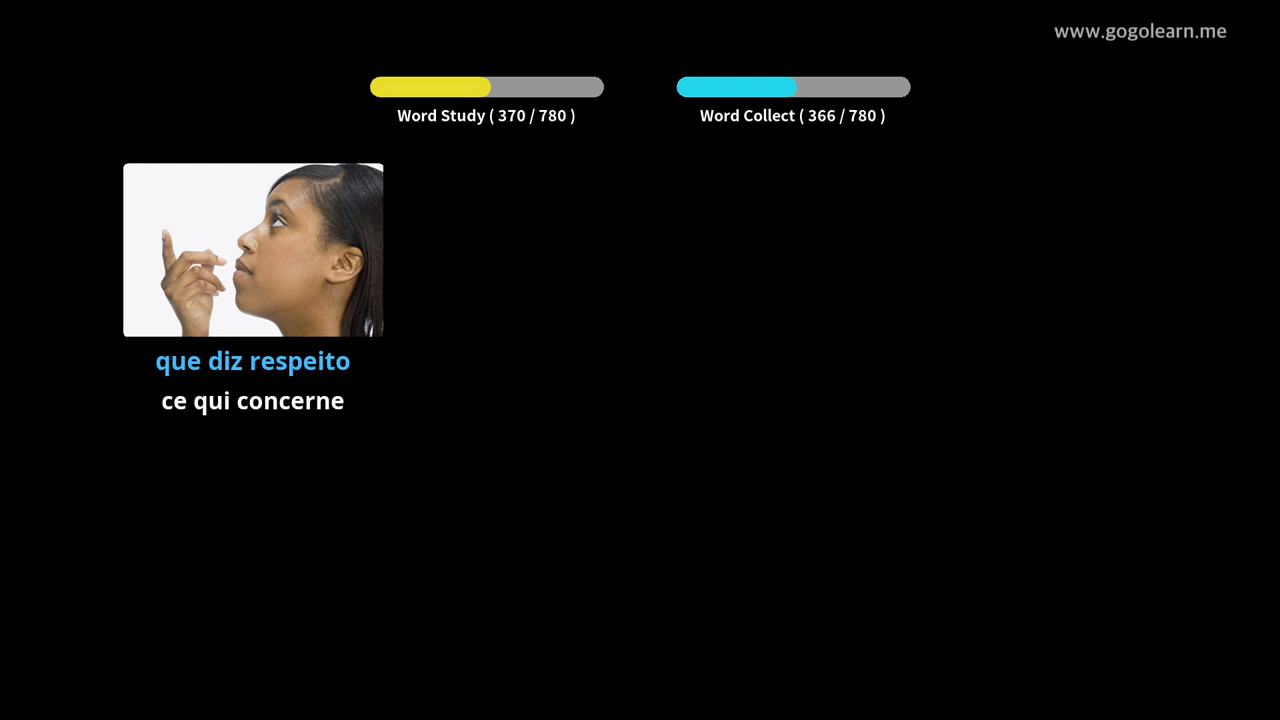 www.gogolearn.me
Word Study ( 370 / 780 )
Word Collect ( 366 / 780 )
que diz respeito
ce qui concerne